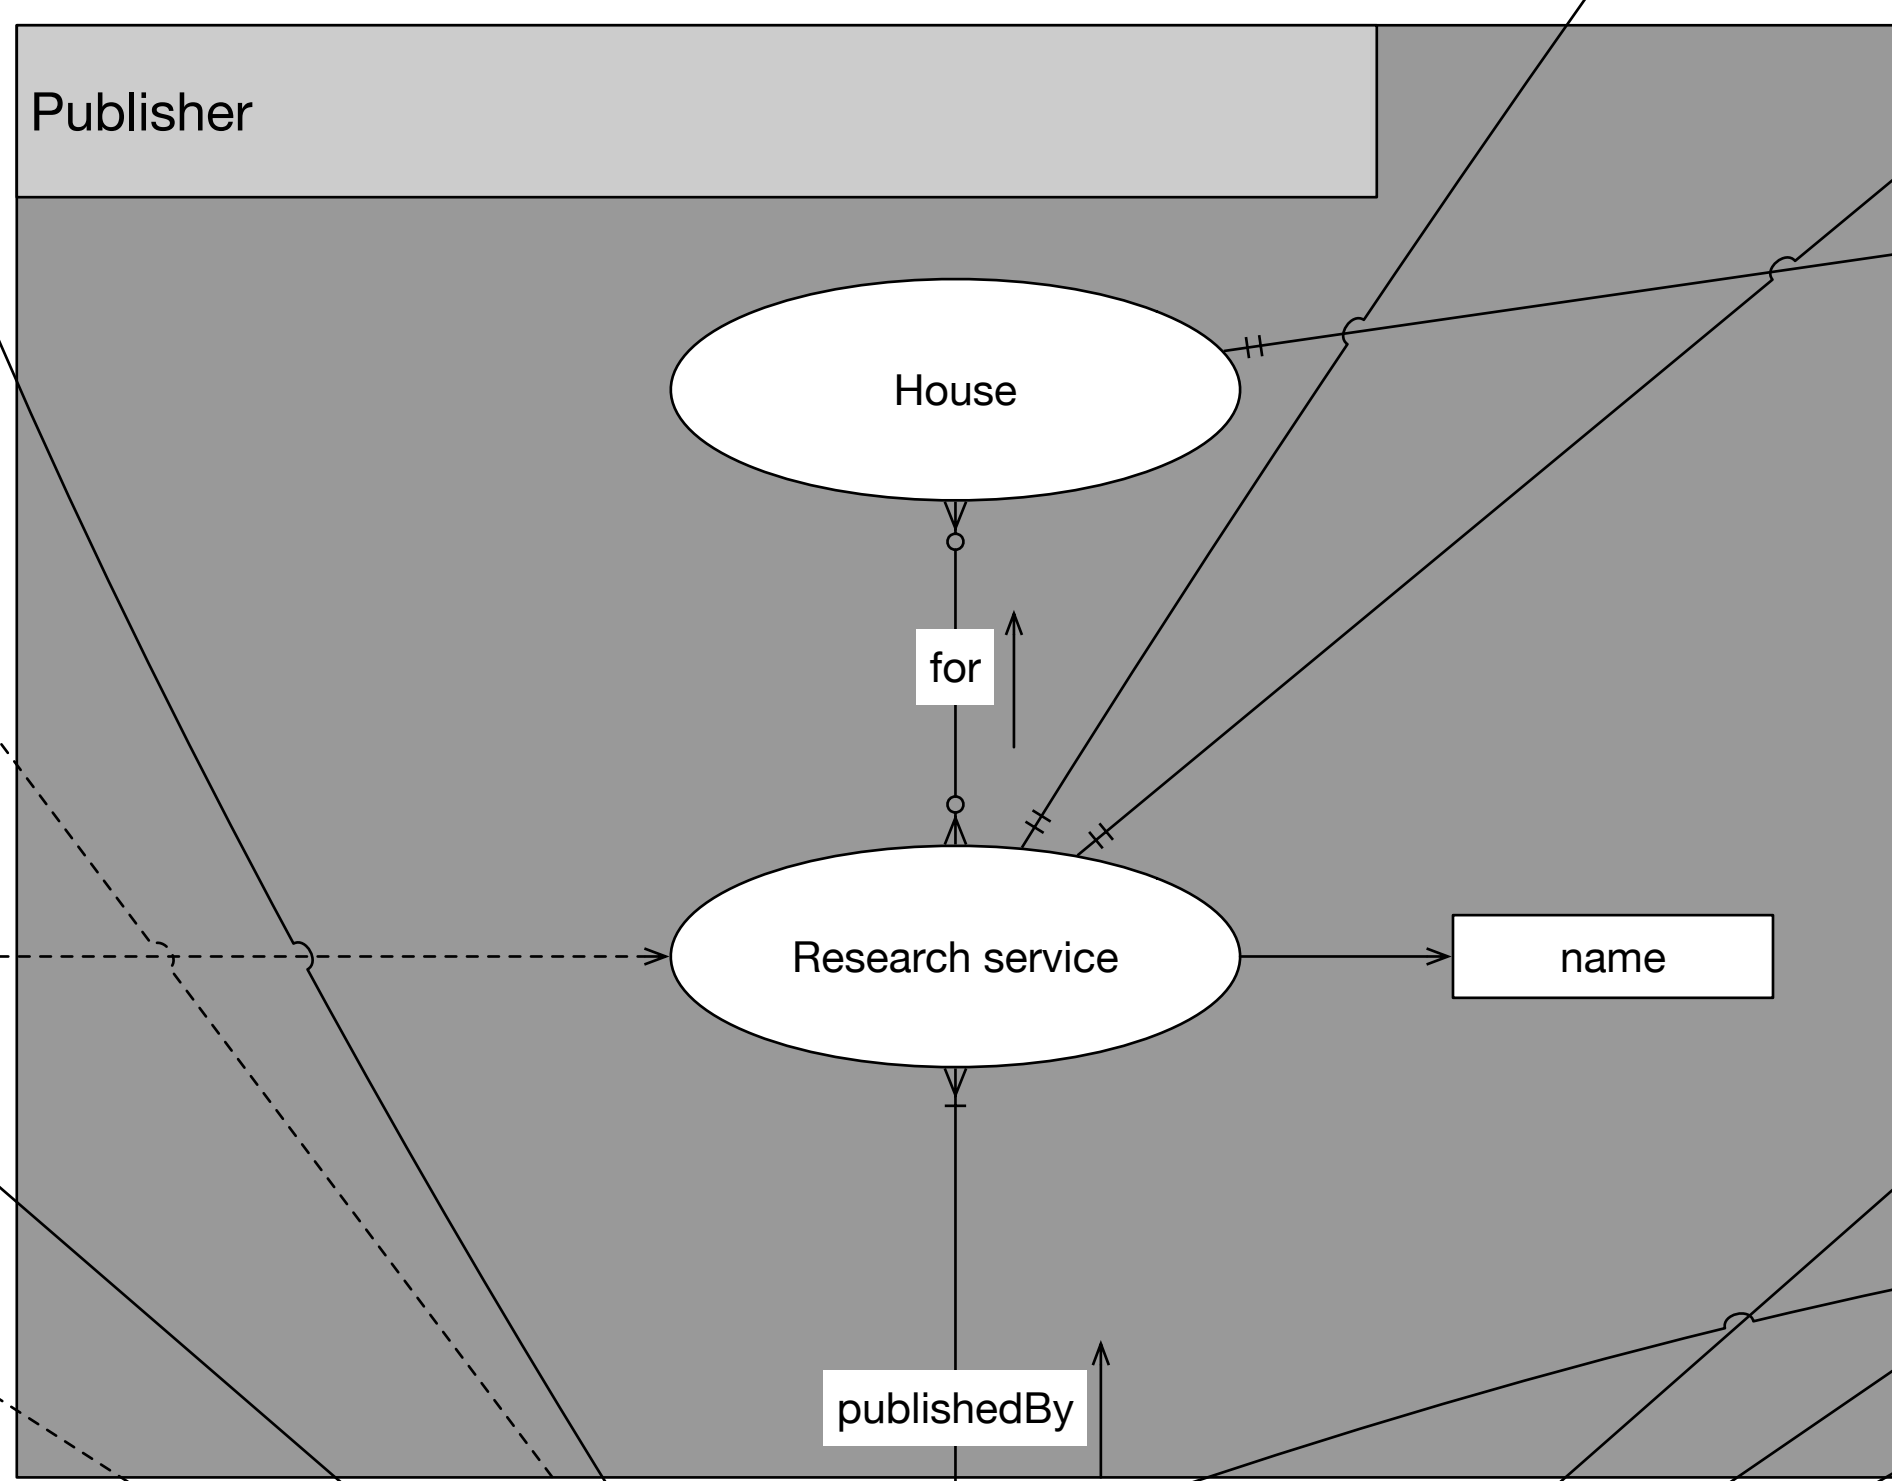 Publisher
House
for
Research service
name
publishedBy